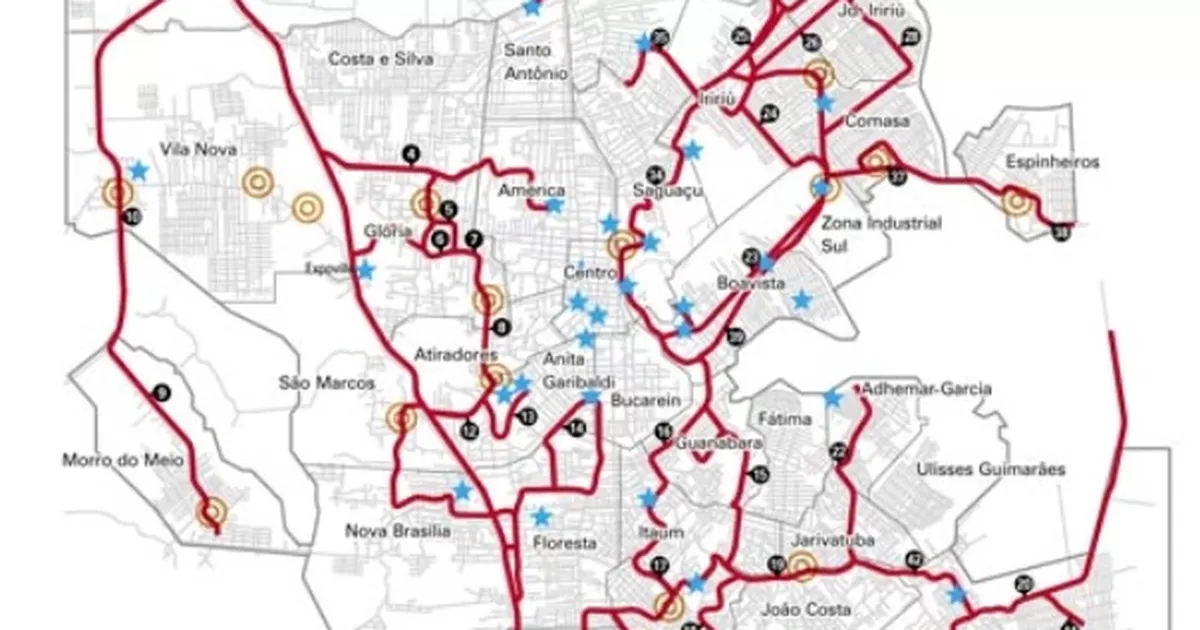 Jd. Iririú
35
25
26
28
Costa e Silva
Santo
Antônio
Iririú
24
Comasa
Vila Nova
4
Espinheiros
34
Saguaçu
37
América
10
5
Glória
6
7
Zona Industrial
Sul
38
23
Expoville
Centro
Boavista
8
39
Atiradores
Anita
Garibaldi
São Marcos
9
Bucarein
Adhemar Garcia
Fátima
12
13
14
16
Guanabara
22
Morro do Meio
15
Ulisses Guimarães
Nova Brasilia
Floresta
Itaum
Jarivatuba
17
19
42
20
João Costa